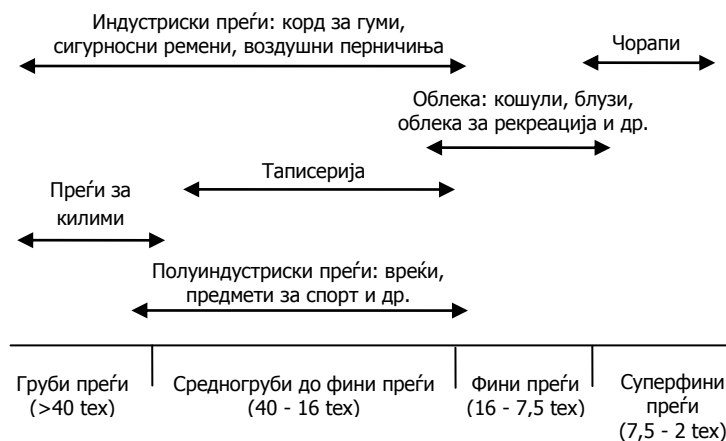 Индустриски преѓи: корд за гуми,
сигурносни ремени, воздушни перничиња
Чорапи
Облека: кошули, блузи,
облека за рекреација и др.
Таписерија
Преѓи за
килими
Полуиндустриски преѓи: вреќи,
предмети за спорт и др.
Груби преѓи
(>40 tex)
Средногруби до фини преѓи
(40 - 16 tex)
Фини преѓи
(16 - 7,5 tex)
Суперфини
преѓи
(7,5 - 2 tex)